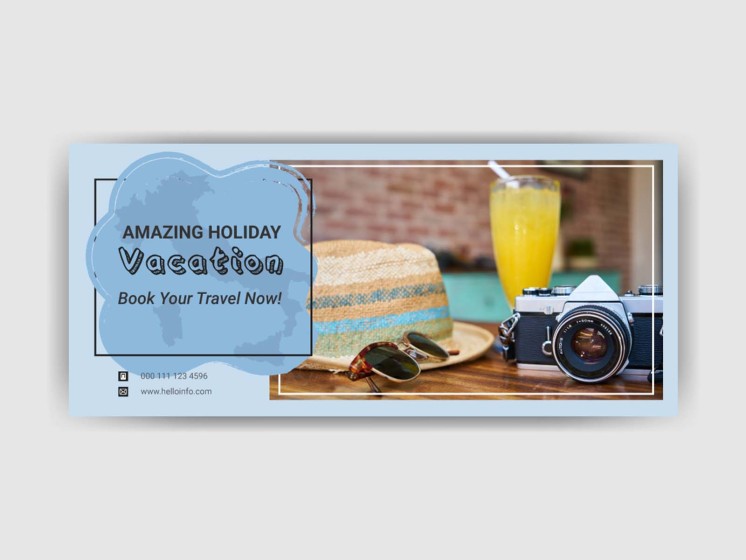 AMAZING HOLIDAY
Vacation
Book Your Travel Now!
000 111 123 4596
www.helloinfo.com